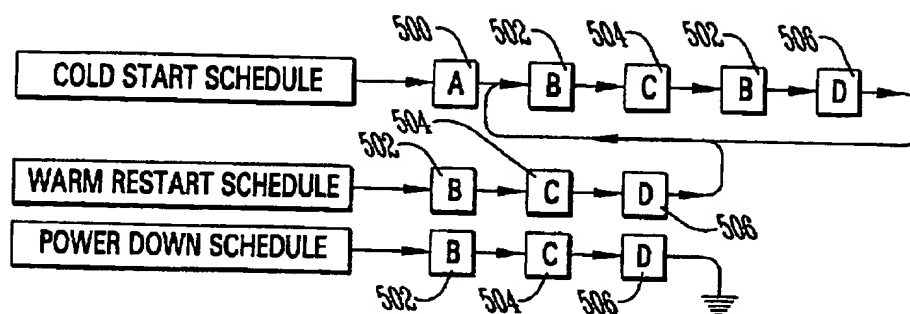 500 502 504 502 506
COLD START SCHEDULE A B C B D
502 504
WARM RESTART SCHEDULE B C D
506
POWER DOWN SCHEDULE B C D
502 504 506